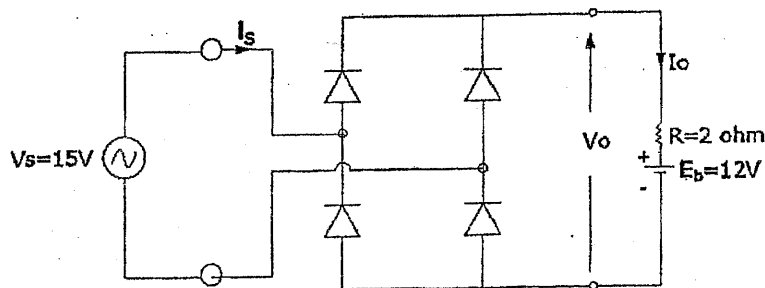 Is
Io
Vs=15V
Vo
R=2 ohm
+
Eb=12V
-